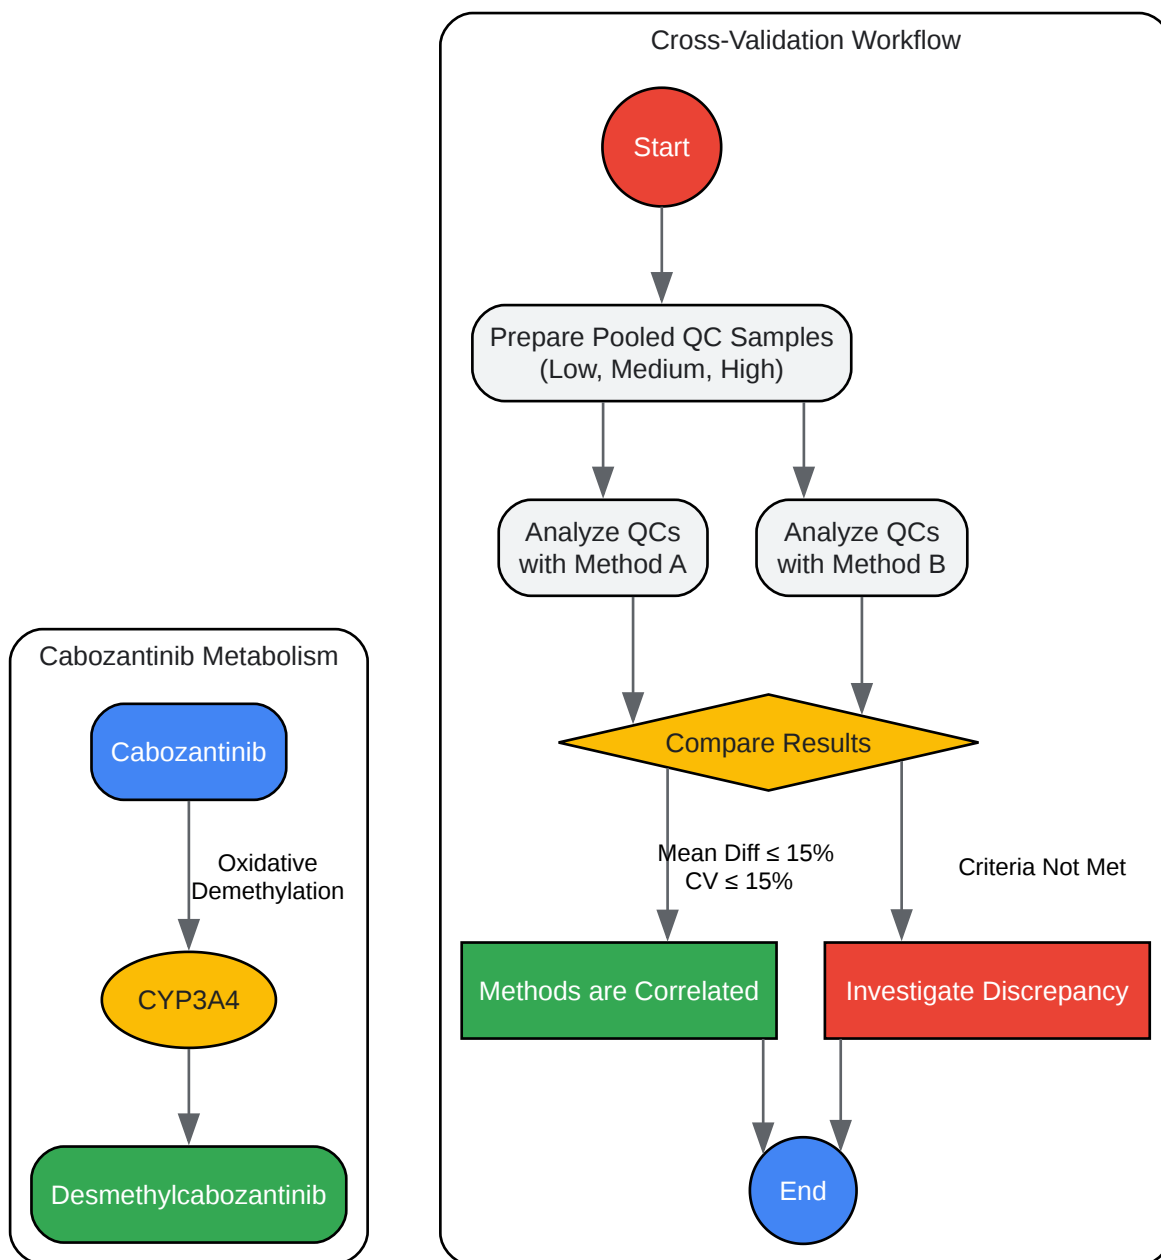 Cross-Validation Workflow
Start
Prepare Pooled QC Samples
(Low, Medium, High)
Analyze QCs
with Method A
Analyze QCs
with Method B
Compare Results
Mean Diff ≤ 15%
CV ≤ 15%
Criteria Not Met
Methods are Correlated
Investigate Discrepancy
End
Cabozantinib Metabolism
Cabozantinib
Oxidative
Demethylation
CYP3A4
Desmethylcabozantinib